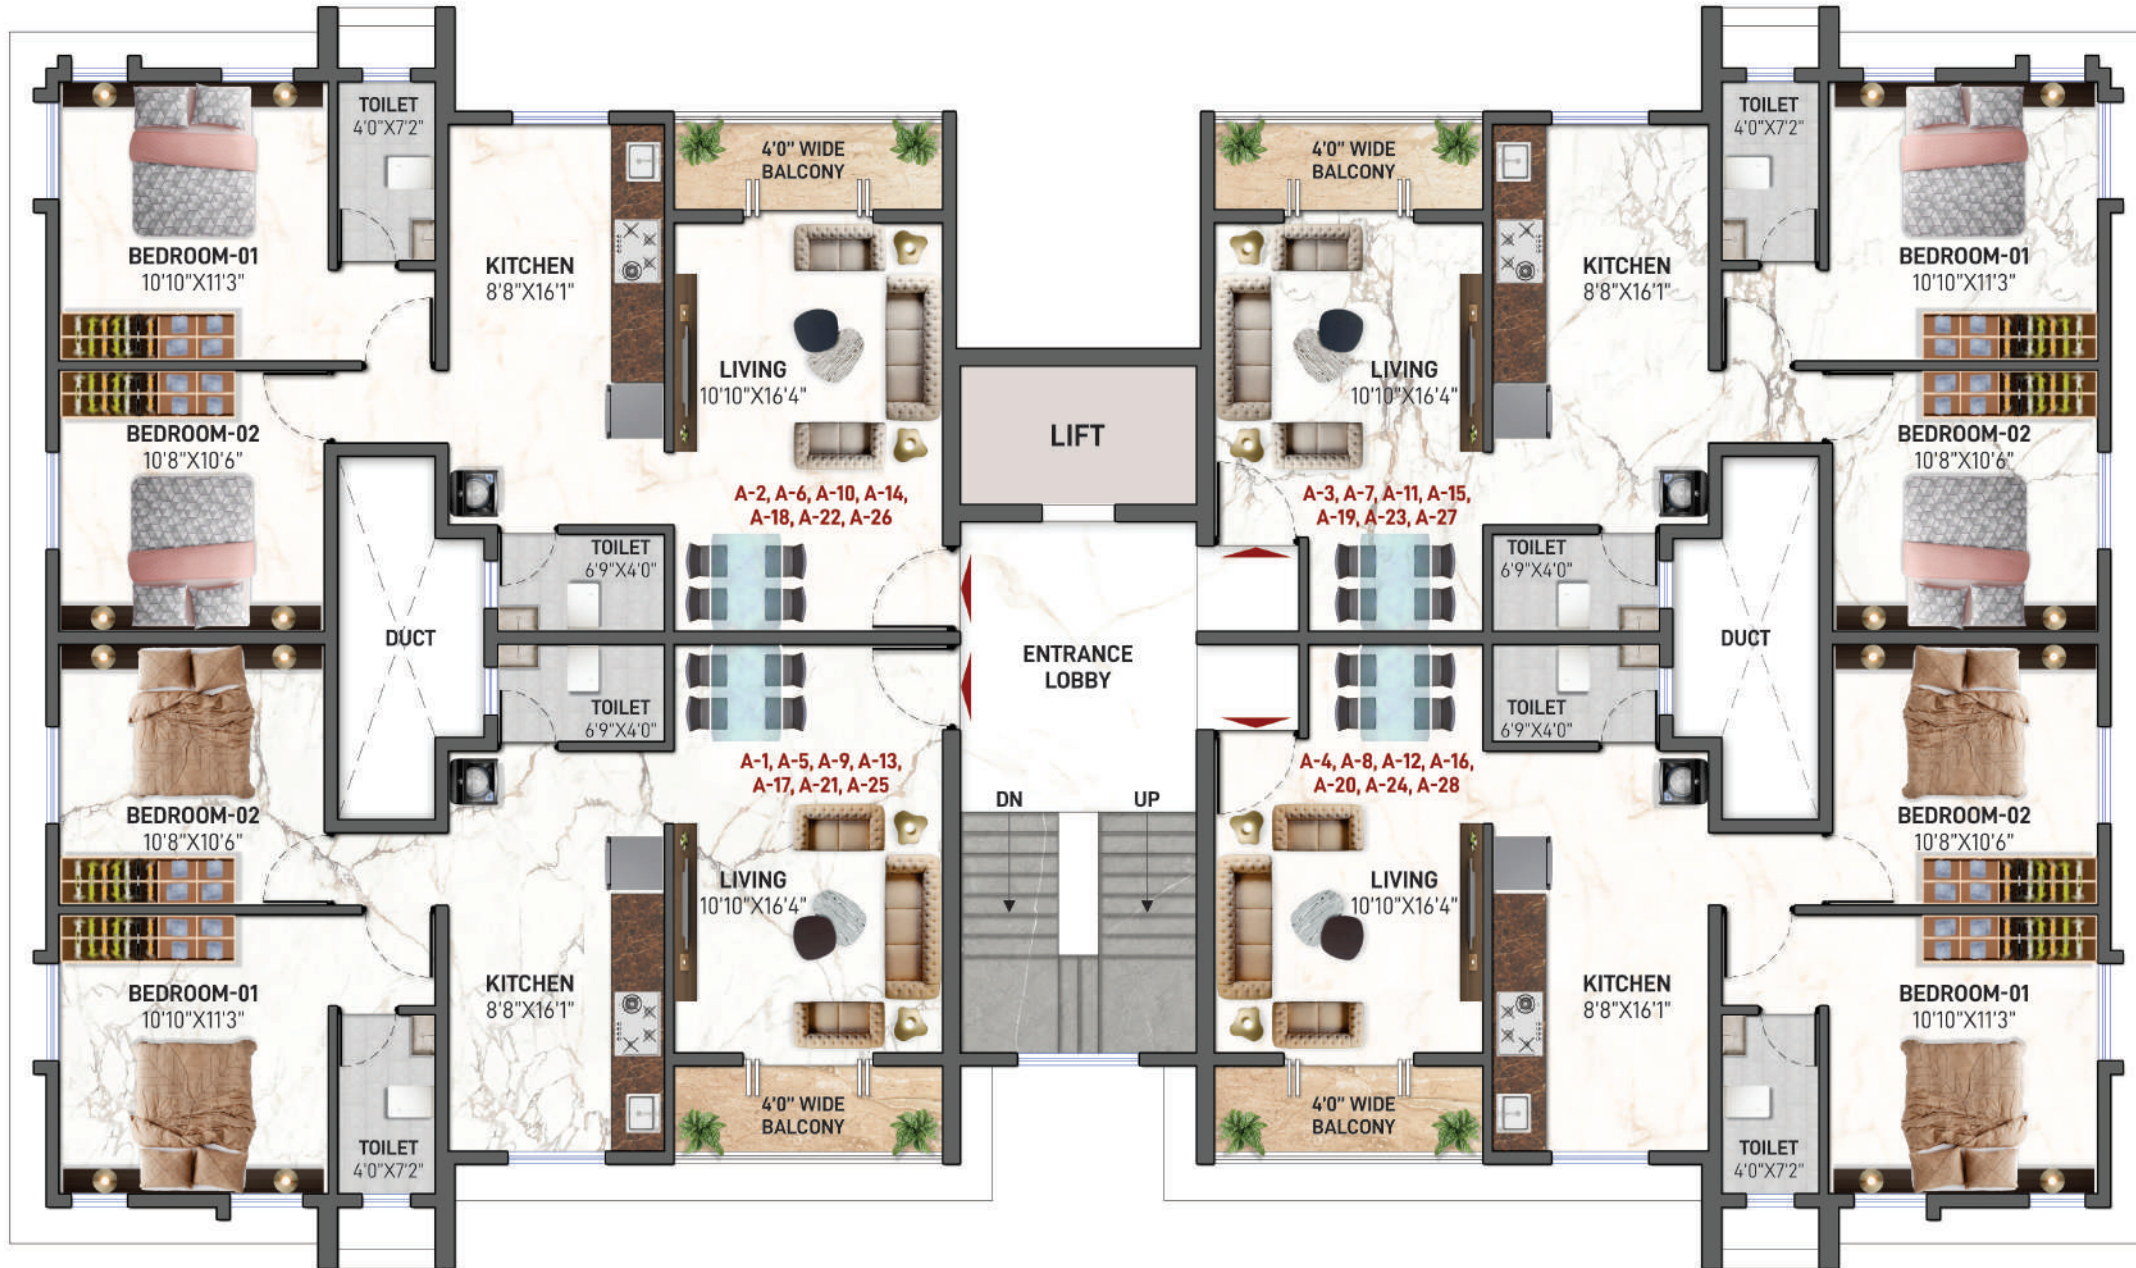 TOILET
4'0"X7'2"
4'0" WIDE
BALCONY
4'0" WIDE
BALCONY
TOILET
4'0"X7'2"
BEDROOM-01
10'10"X11'3"
KITCHEN
8'8"X16'1"
KITCHEN
8'8"X16'1"
BEDROOM-01
10'10"X11'3"
LIVING
10'10"X16'4"
LIVING
10'10"X16'4"
LIFT
BEDROOM-02
10'8"X10'6"
BEDROOM-02
10'8"X10'6"
A-2, A-6, A-10, A-14,
A-18, A-22, A-26
A-3, A-7, A-11, A-15,
A-19, A-23, A-27
TOILET
6'9"X4'0"
TOILET
6'9"X4'0"
DUCT
ENTRANCE
LOBBY
DUCT
TOILET
6'9"X4'0"
TOILET
6'9"X4'0"
A-1, A-5, A-9, A-13,
A-17, A-21, A-25
A-4, A-8, A-12, A-16,
A-20, A-24, A-28
DN
UP
BEDROOM-02
10'8"X10'6"
BEDROOM-02
10'8"X10'6"
LIVING
10'10"X16'4"
LIVING
10'10"X16'4"
BEDROOM-01
10'10"X11'3"
KITCHEN
8'8"X16'1"
KITCHEN
8'8"X16'1"
BEDROOM-01
10'10"X11'3"
4'0" WIDE
BALCONY
4'0" WIDE
BALCONY
TOILET
4'0"X7'2"
TOILET
4'0"X7'2"